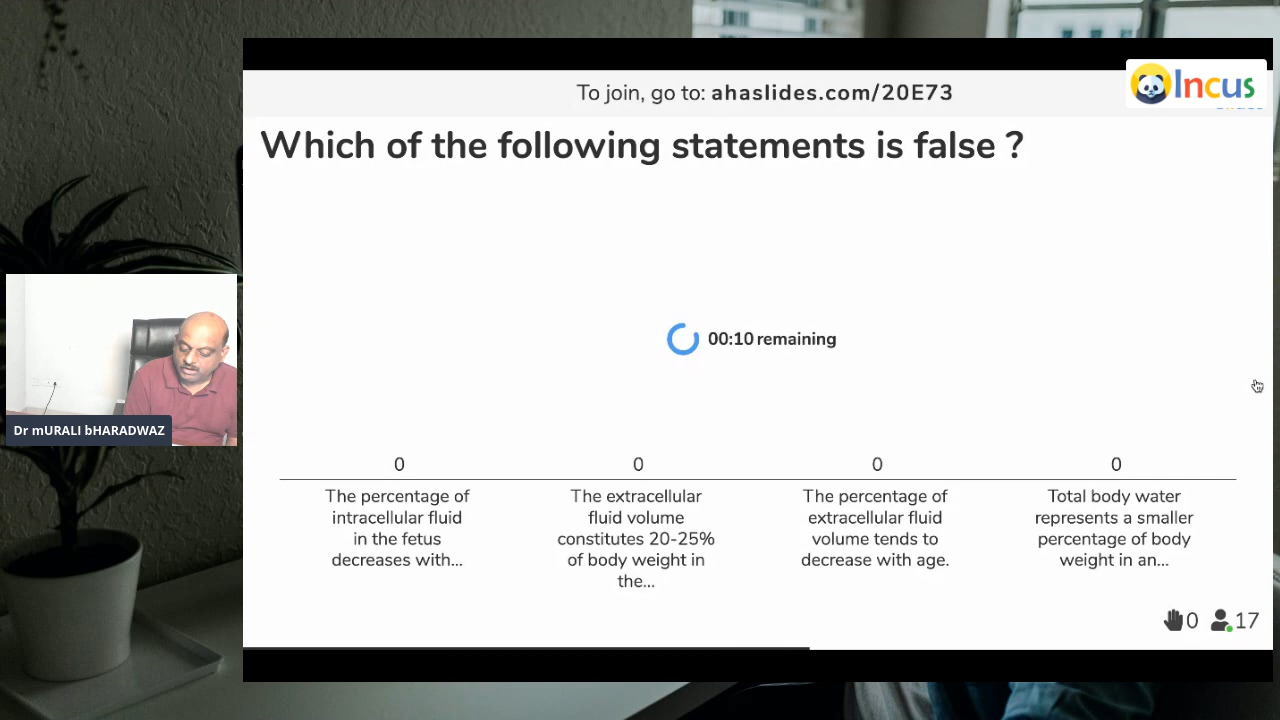 To join, go to: ahaslides.com/20E73
Incus
Which of the following statements is false ?
00:10 remaining
0
0
0
0
The percentage of
intracellular fluid
in the fetus
decreases with...
The extracellular
fluid volume
constitutes 20-25%
of body weight in
the...
The percentage of
extracellular fluid
volume tends to
decrease with age.
Total body water
represents a smaller
percentage of body
weight in an...
0 17
Dr mURALI bHARADWAZ